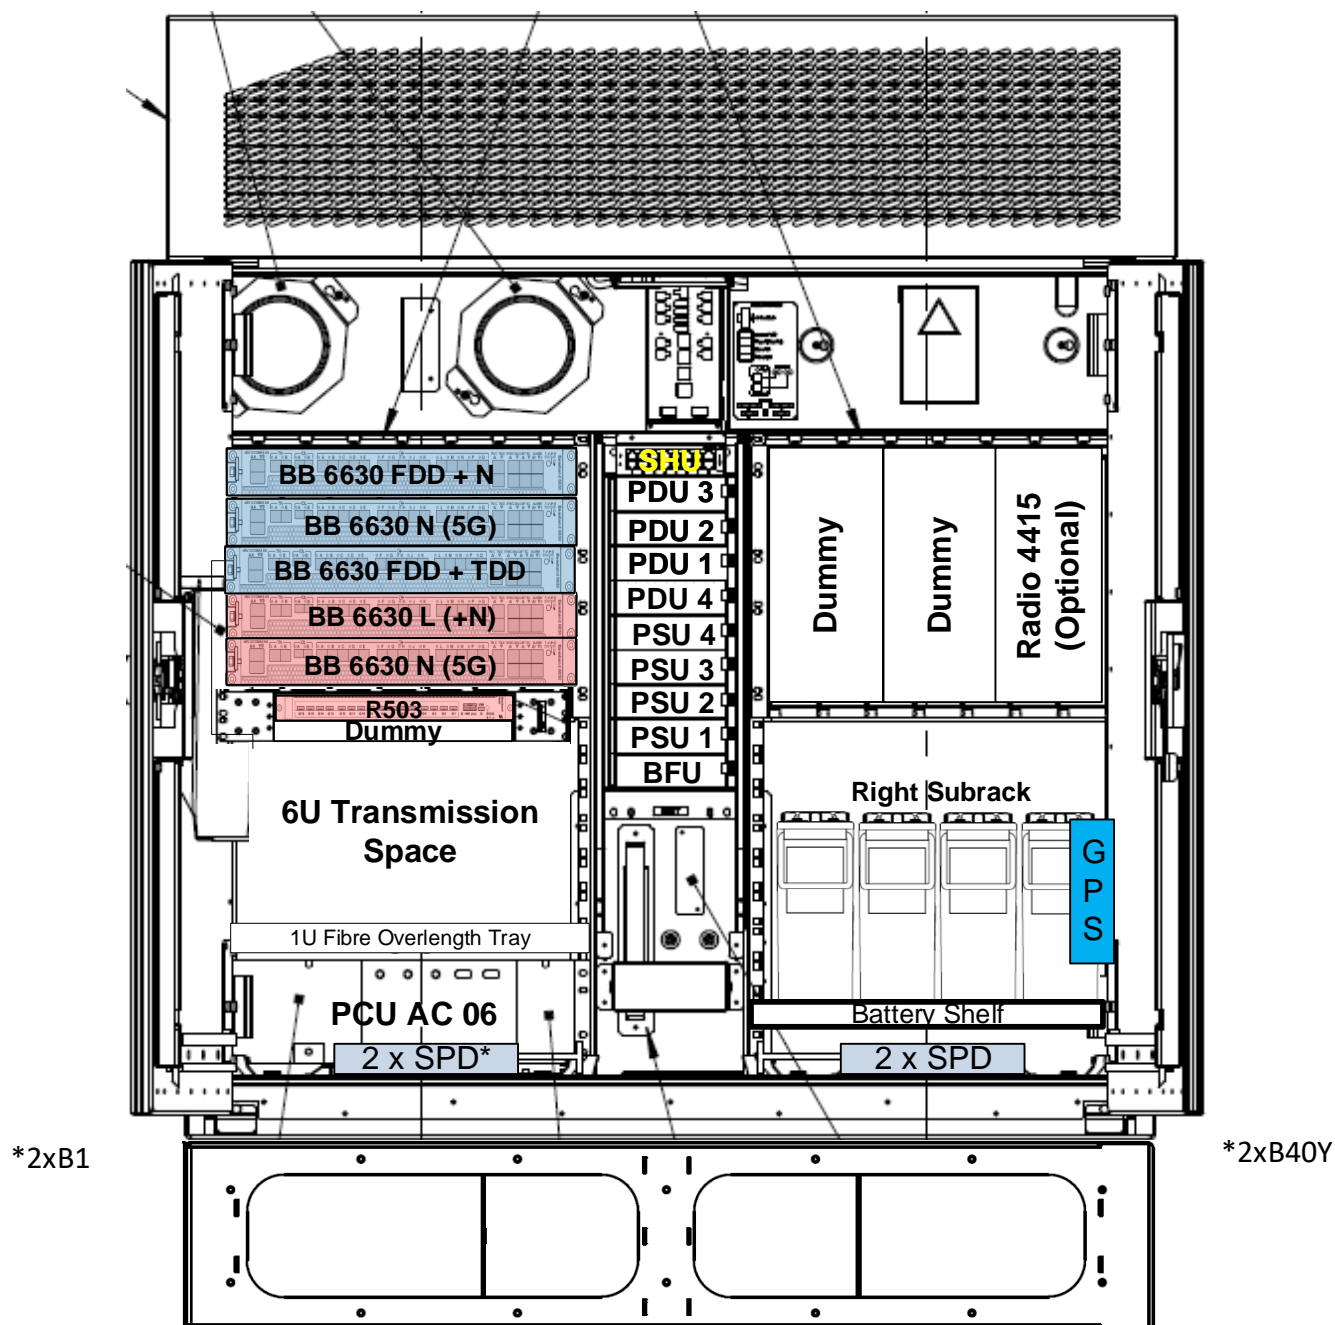 BB 6630 FDD + N
BB 6630 N (5G)
BB 6630 FDD + TDD
BB 6630 L (+N)
BB 6630 N (5G)
R503
Dummy
6U Transmission
Space
1U Fibre Overlength Tray
PCU AC 06
2 x SPD*
SHU
PDU 3
PDU 2
PDU 1
PDU 4
PSU 4
PSU 3
PSU 2
PSU 1
BFU
Dummy
Dummy
Radio 4415
(Optional)
Right Subrack
GPS
Battery Shelf
2 x SPD
*2xB1
*2xB40Y